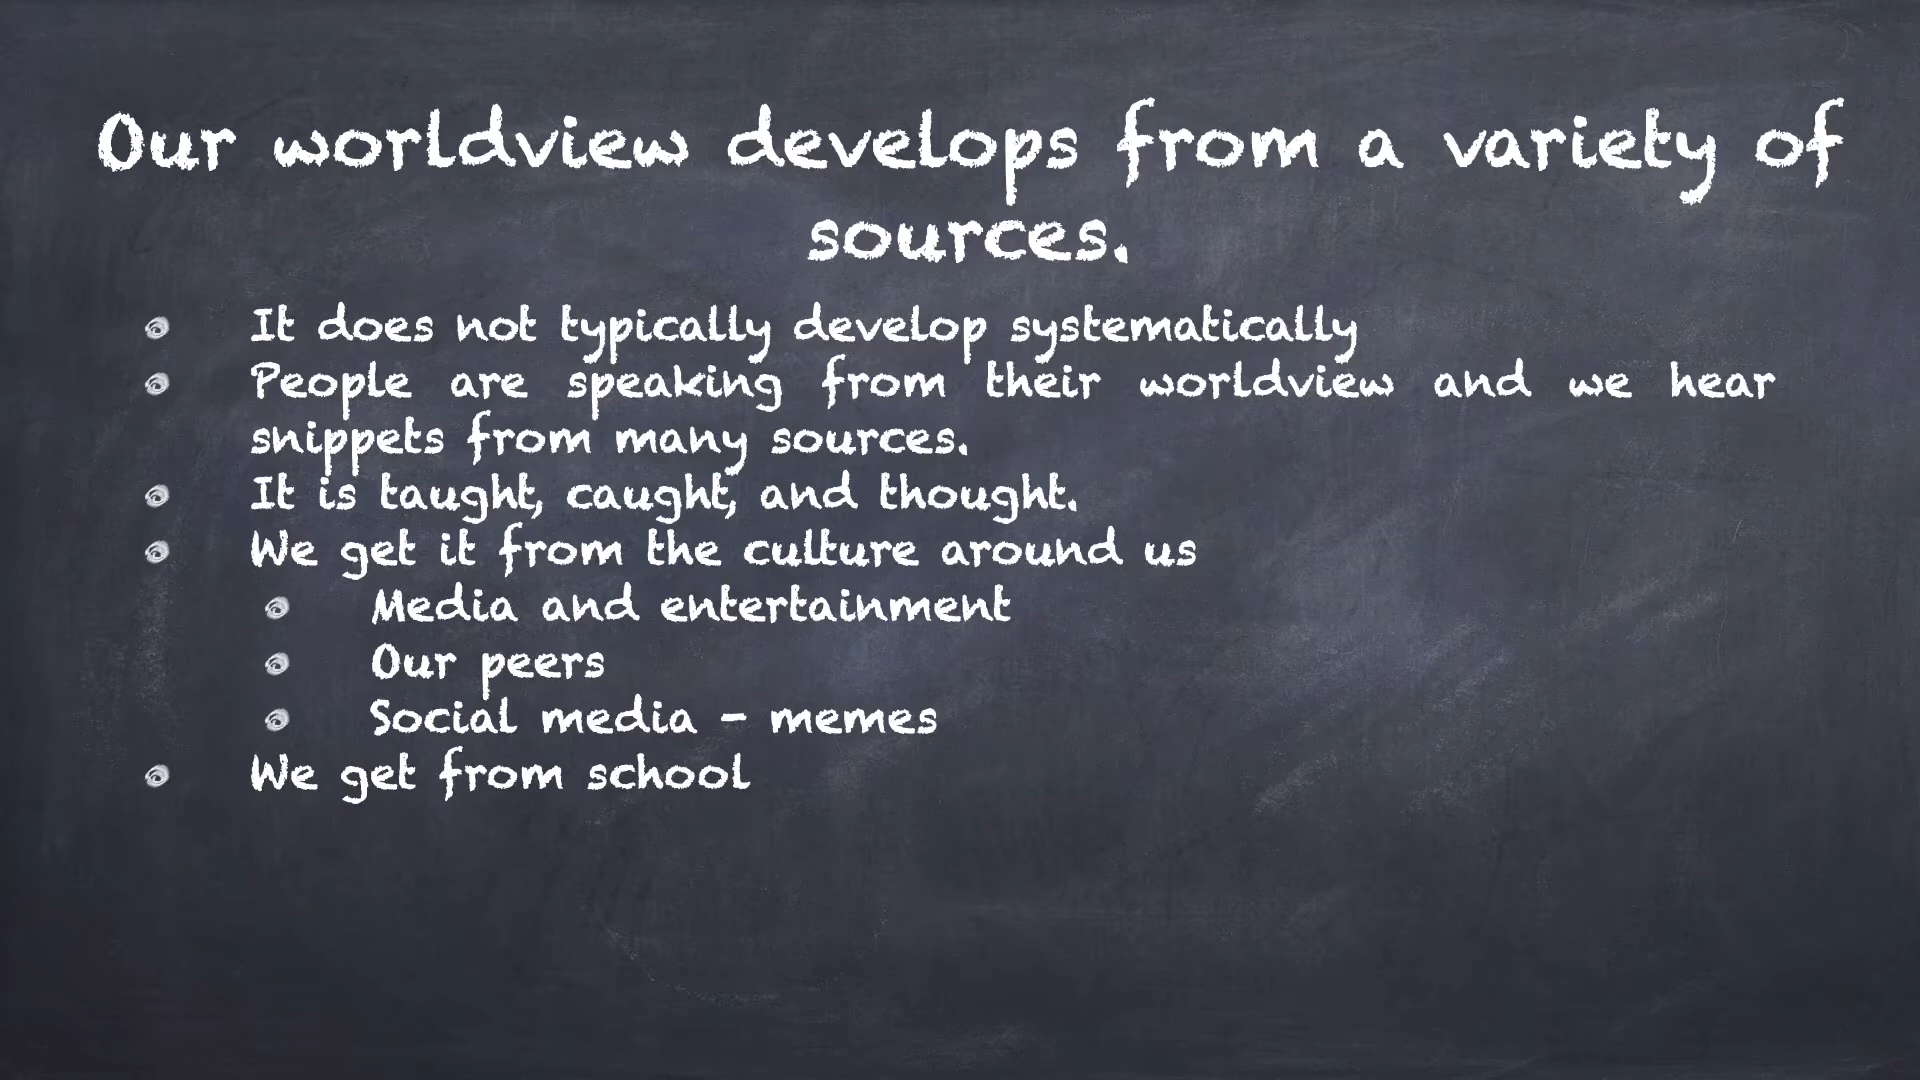 Our worldview develops from a variety of
sources.
It does not typically develop systematically
People are speaking from their worldview and we hear
snippets from many sources.
It is taught, caught, and thought.
We get it from the culture around us
Media and entertainment
Our peers
Social media - memes
We get from school